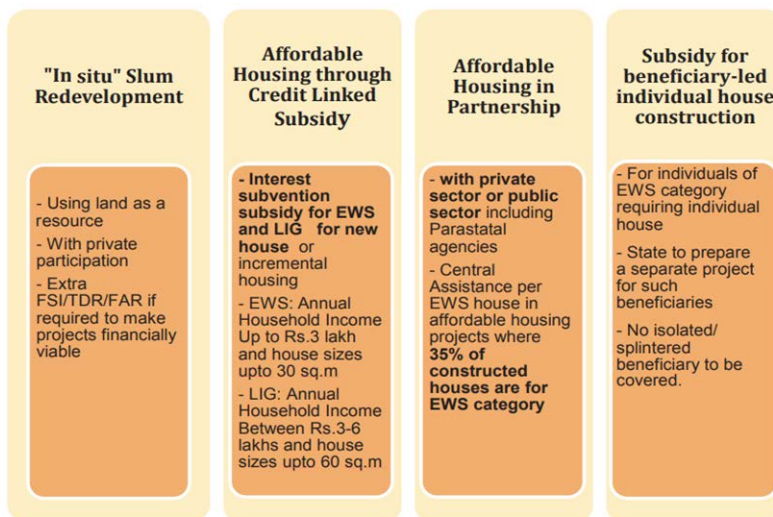 "In situ" Slum
Redevelopment
- Using land as a
resource
- With private
participation
- Extra
FSI/TDR/FAR if
required to make
projects financially
viable
Affordable
Housing through
Credit Linked
Subsidy
- Interest
subvention
subsidy for EWS
and LIG for new
house or
incremental
housing
- EWS: Annual
Household Income
Up to Rs.3 lakh
and house sizes
upto 30 sq.m
- LIG: Annual
Household Income
Between Rs.3-6
lakhs and house
sizes upto 60 sq.m
Affordable
Housing in
Partnership
- with private
sector or public
sector including
Parastatal
agencies
- Central
Assistance per
EWS house in
affordable housing
projects where
35% of
constructed
houses are for
EWS category
Subsidy for
beneficiary-led
individual house
construction
- For individuals of
EWS category
requiring individual
house
- State to prepare
a separate project
for such
beneficiaries
- No isolated/
splintered
beneficiary to be
covered.